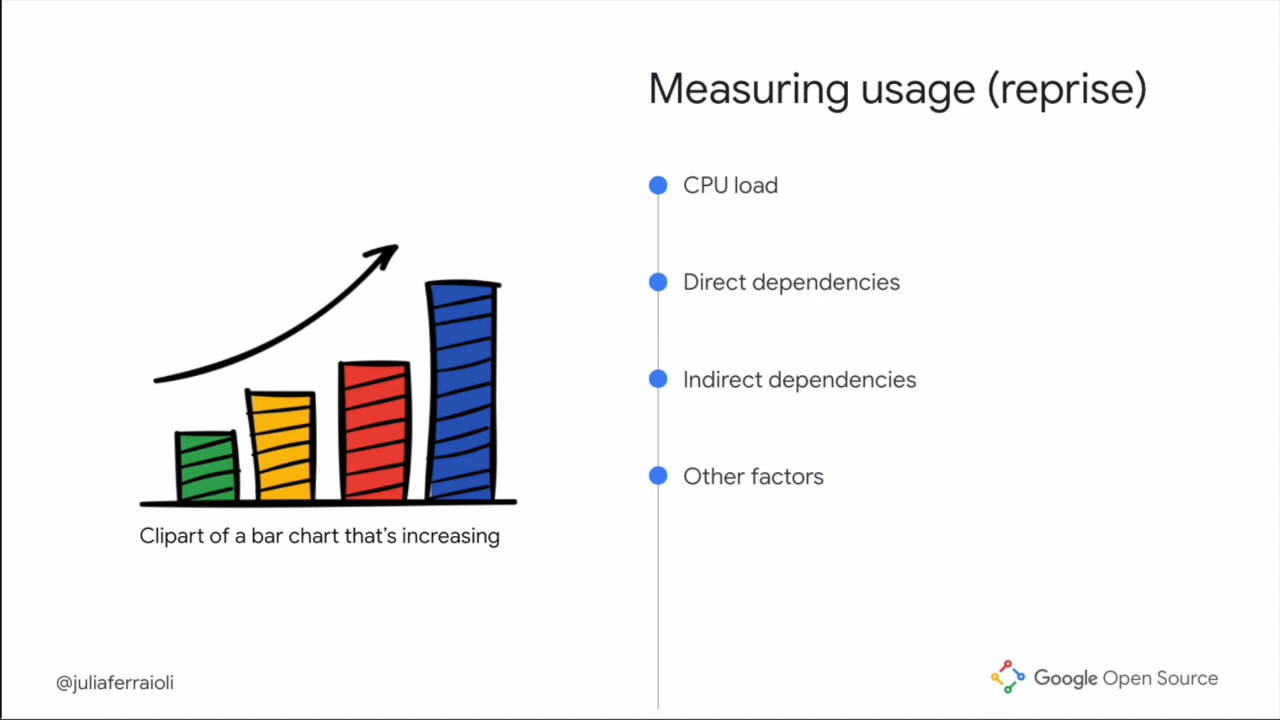 Measuring usage (reprise)
CPU load
Direct dependencies
Indirect dependencies
Other factors
Clipart of a bar chart that's increasing
@juliaferraioli
Google Open Source